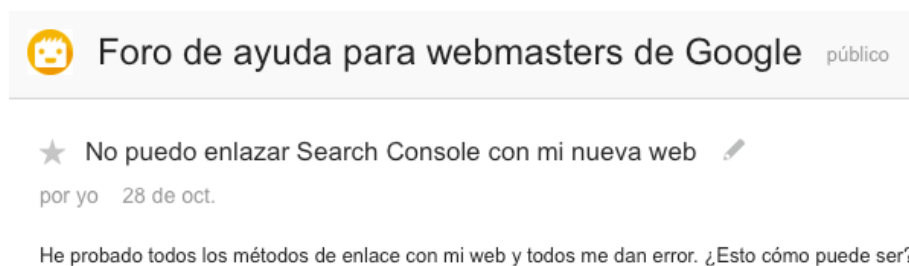 Foro de ayuda para webmasters de Google público
No puedo enlazar Search Console con mi nueva web
por yo 28 de oct.
He probado todos los métodos de enlace con mi web y todos me dan error. ¿Esto cómo puede ser?